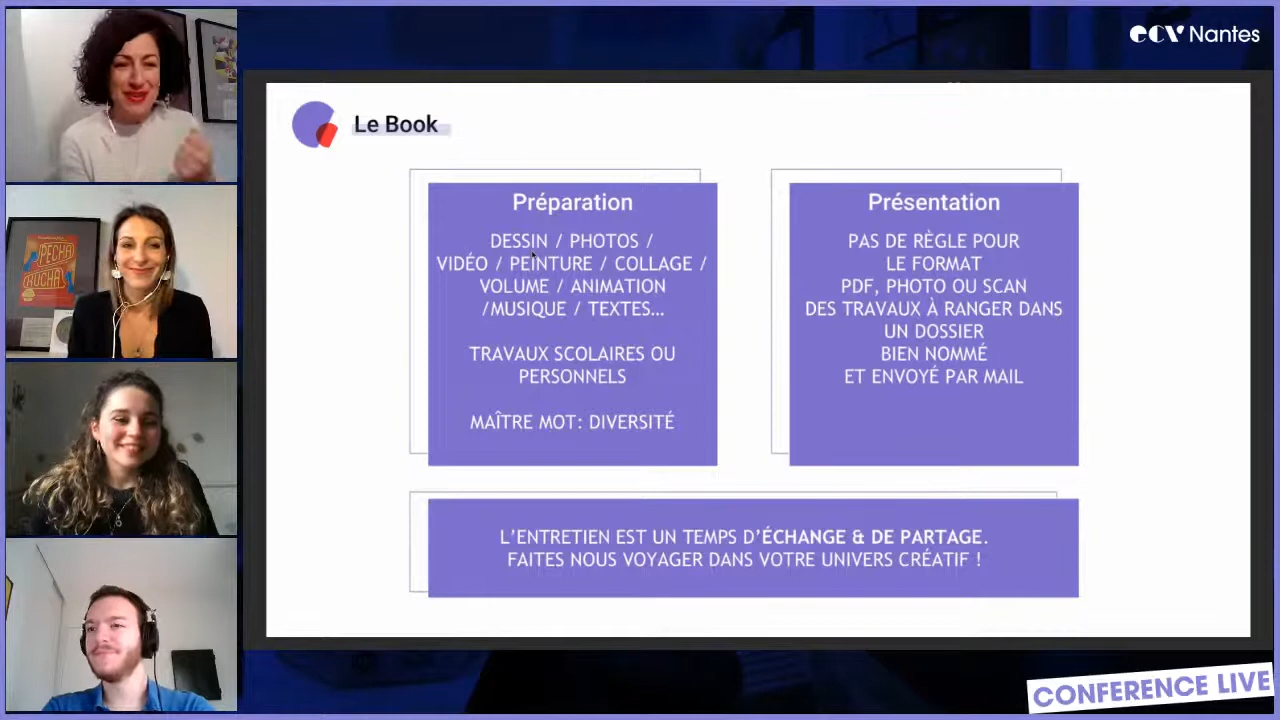 ecv Nantes
Le Book
Préparation
DESSIN / PHOTOS /
VIDÉO / PEINTURE / COLLAGE /
VOLUME / ANIMATION
/MUSIQUE / TEXTES...
TRAVAUX SCOLAIRES OU
PERSONNELS
MAÎTRE MOT: DIVERSITÉ
Présentation
PAS DE RÈGLE POUR
LE FORMAT
PDF, PHOTO OU SCAN
DES TRAVAUX À RANGER DANS
UN DOSSIER
BIEN NOMMÉ
ET ENVOYÉ PAR MAIL
L'ENTRETIEN EST UN TEMPS D'ÉCHANGE & DE PARTAGE.
FAITES NOUS VOYAGER DANS VOTRE UNIVERS CRÉATIF !
PECHA
KUCHA
CONFERENCE LIVE